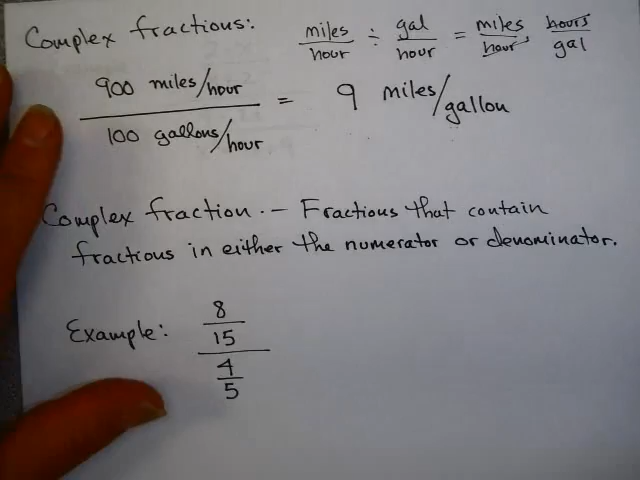 Complex fractions: miles/hour ÷ gal/hour = miles/hour · hours/gal
900 miles/hour / 100 gallons/hour = 9 miles/gallon
Complex fraction. – Fractions that contain
fractions in either the numerator or denominator.
Example: 8/15 / 4/5